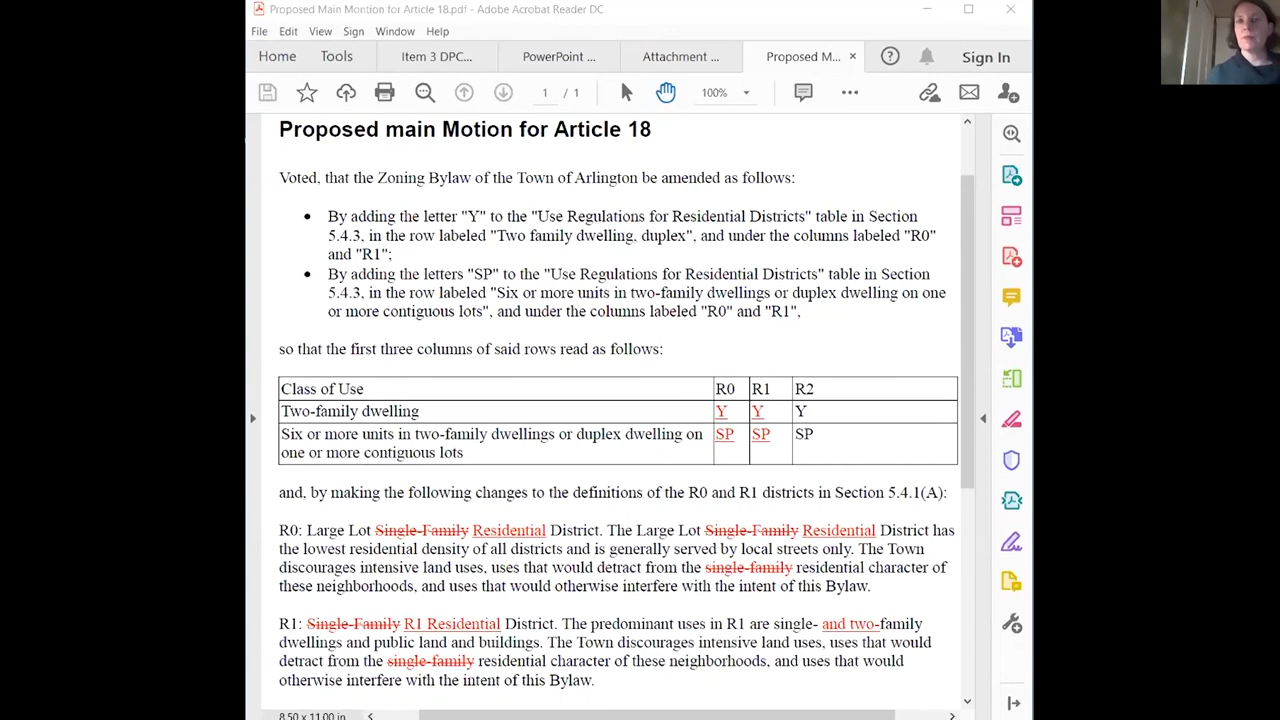 Proposed Main Montion for Article 18.pdf - Adobe Acrobat Reader DC
File Edit View Sign Window Help
Home Tools Item 3 DPC... PowerPoint ... Attachment ... Proposed M... × Sign In
1 / 1 100%
Proposed main Motion for Article 18
Voted, that the Zoning Bylaw of the Town of Arlington be amended as follows:
• By adding the letter "Y" to the "Use Regulations for Residential Districts" table in Section
5.4.3, in the row labeled "Two family dwelling, duplex", and under the columns labeled "R0"
and "R1";
• By adding the letters "SP" to the "Use Regulations for Residential Districts" table in Section
5.4.3, in the row labeled "Six or more units in two-family dwellings or duplex dwelling on one
or more contiguous lots", and under the columns labeled "R0" and "R1",
so that the first three columns of said rows read as follows:
Class of Use R0 R1 R2
Two-family dwelling Y Y Y
Six or more units in two-family dwellings or duplex dwelling on SP SP SP
one or more contiguous lots
and, by making the following changes to the definitions of the R0 and R1 districts in Section 5.4.1(A):
R0: Large Lot Single-Family Residential District. The Large Lot Single-Family Residential District has
the lowest residential density of all districts and is generally served by local streets only. The Town
discourages intensive land uses, uses that would detract from the single-family residential character of
these neighborhoods, and uses that would otherwise interfere with the intent of this Bylaw.
R1: Single-Family R1 Residential District. The predominant uses in R1 are single- and two-family
dwellings and public land and buildings. The Town discourages intensive land uses, uses that would
detract from the single-family residential character of these neighborhoods, and uses that would
otherwise interfere with the intent of this Bylaw.
8.50 x 11.00 in